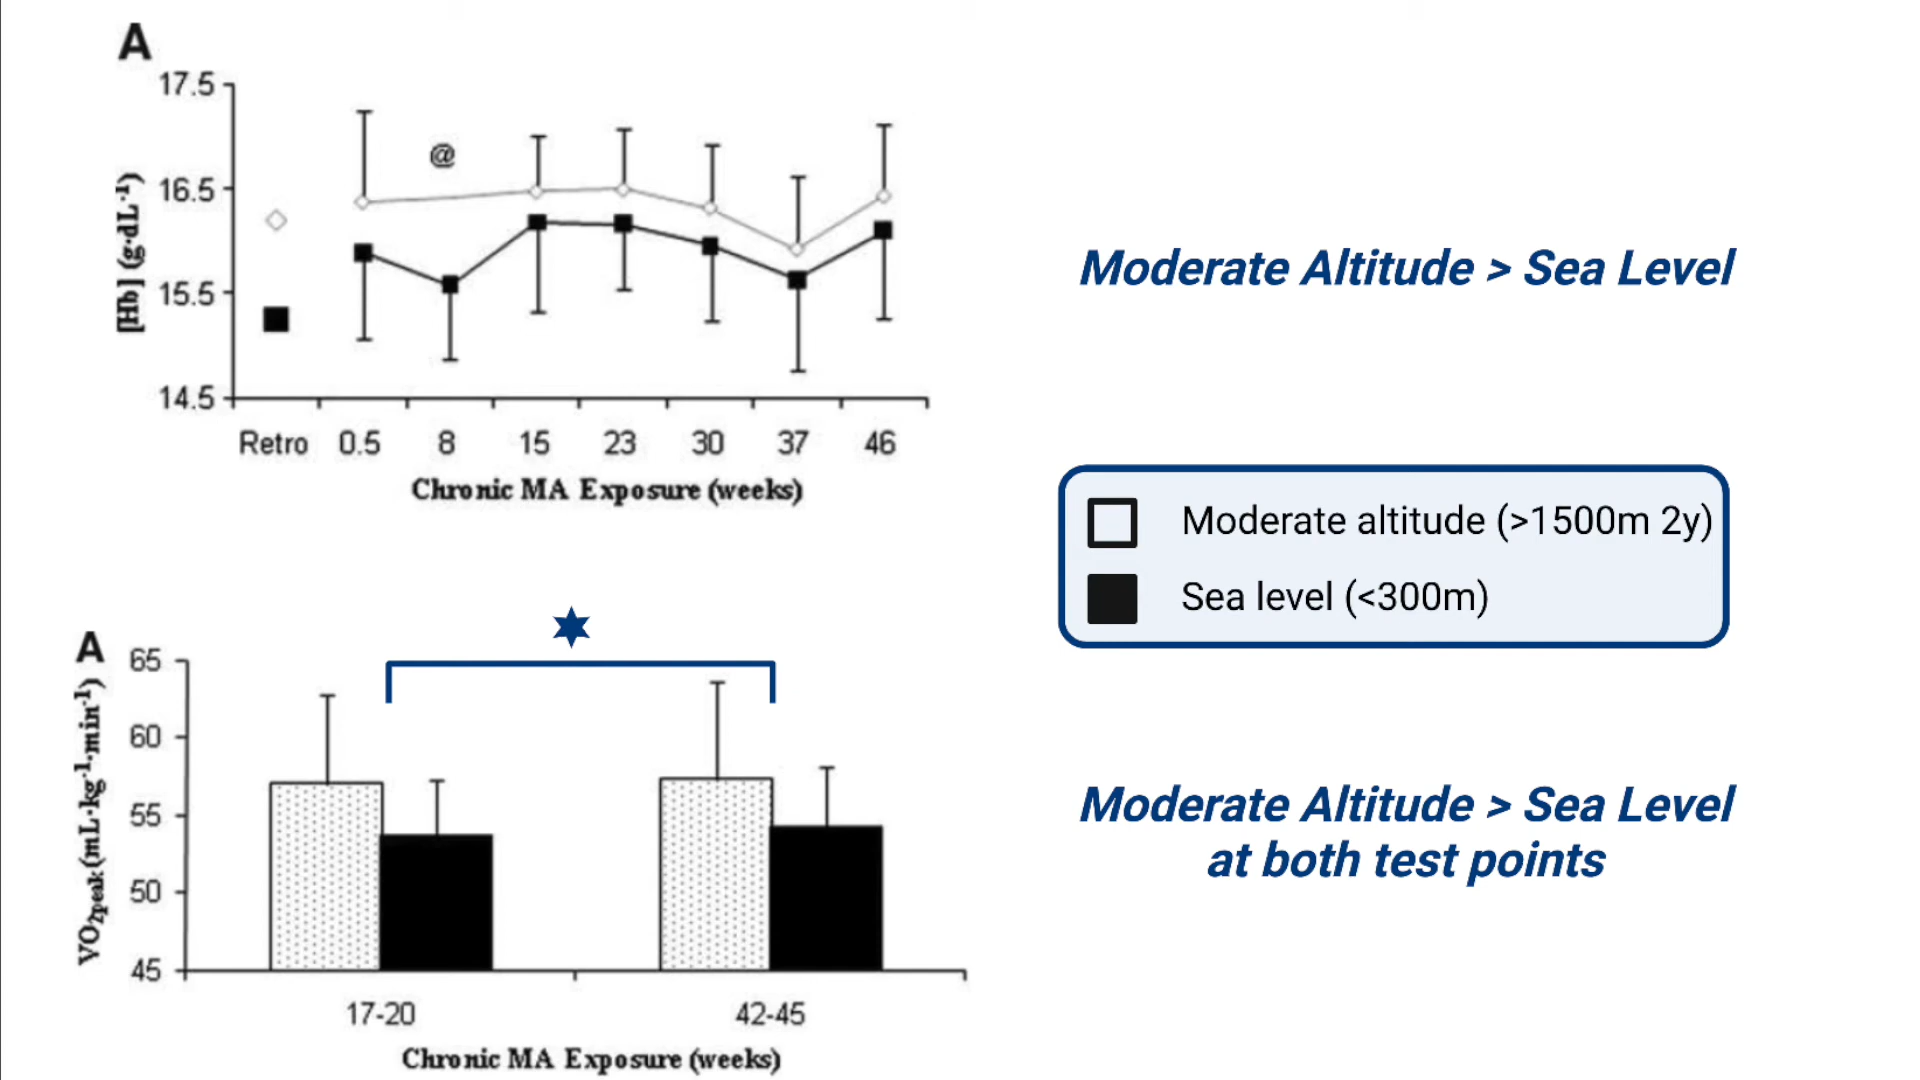 A
17.5
16.5
15.5
14.5
[Hb] (g·dL⁻¹)
@
Retro 0.5 8 15 23 30 37 46
Chronic MA Exposure (weeks)
Moderate Altitude > Sea Level
Moderate altitude (>1500m 2y)
Sea level (<300m)
A
65
60
55
50
45
VO2peak (mL·kg⁻¹·min⁻¹)
17-20 42-45
Chronic MA Exposure (weeks)
Moderate Altitude > Sea Level
at both test points